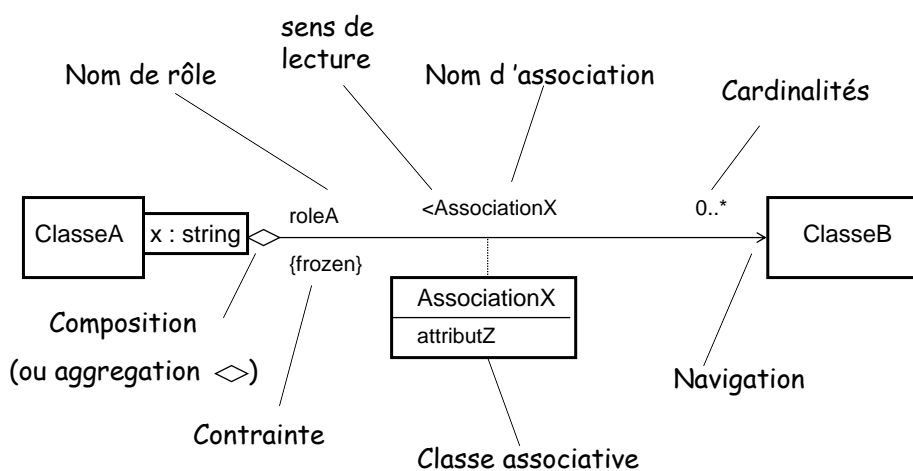 sens de
lecture
Nom de rôle
Nom d ’association
Cardinalités
roleA
<AssociationX
0..*
ClasseA
x : string
ClasseB
{frozen}
AssociationX
attributZ
Composition
(ou aggregation )
Navigation
Contrainte
Classe associative